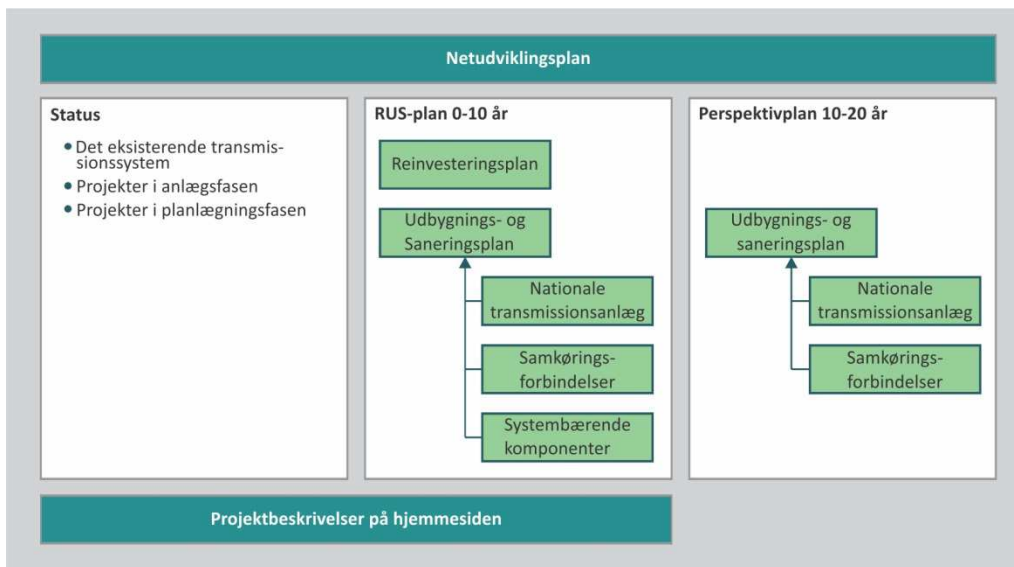 Netudviklingsplan
Status
• Det eksisterende transmis-
sionssystem
• Projekter i anlægsfasen
• Projekter i planlægningsfasen
RUS-plan 0-10 år
Reinvesteringsplan
Udbygnings- og
Saneringsplan
Nationale
transmissionsanlæg
Samkørings-
forbindelser
Systembærende
komponenter
Perspektivplan 10-20 år
Udbygnings- og
saneringsplan
Nationale
transmissionsanlæg
Samkørings-
forbindelser
Projektbeskrivelser på hjemmesiden